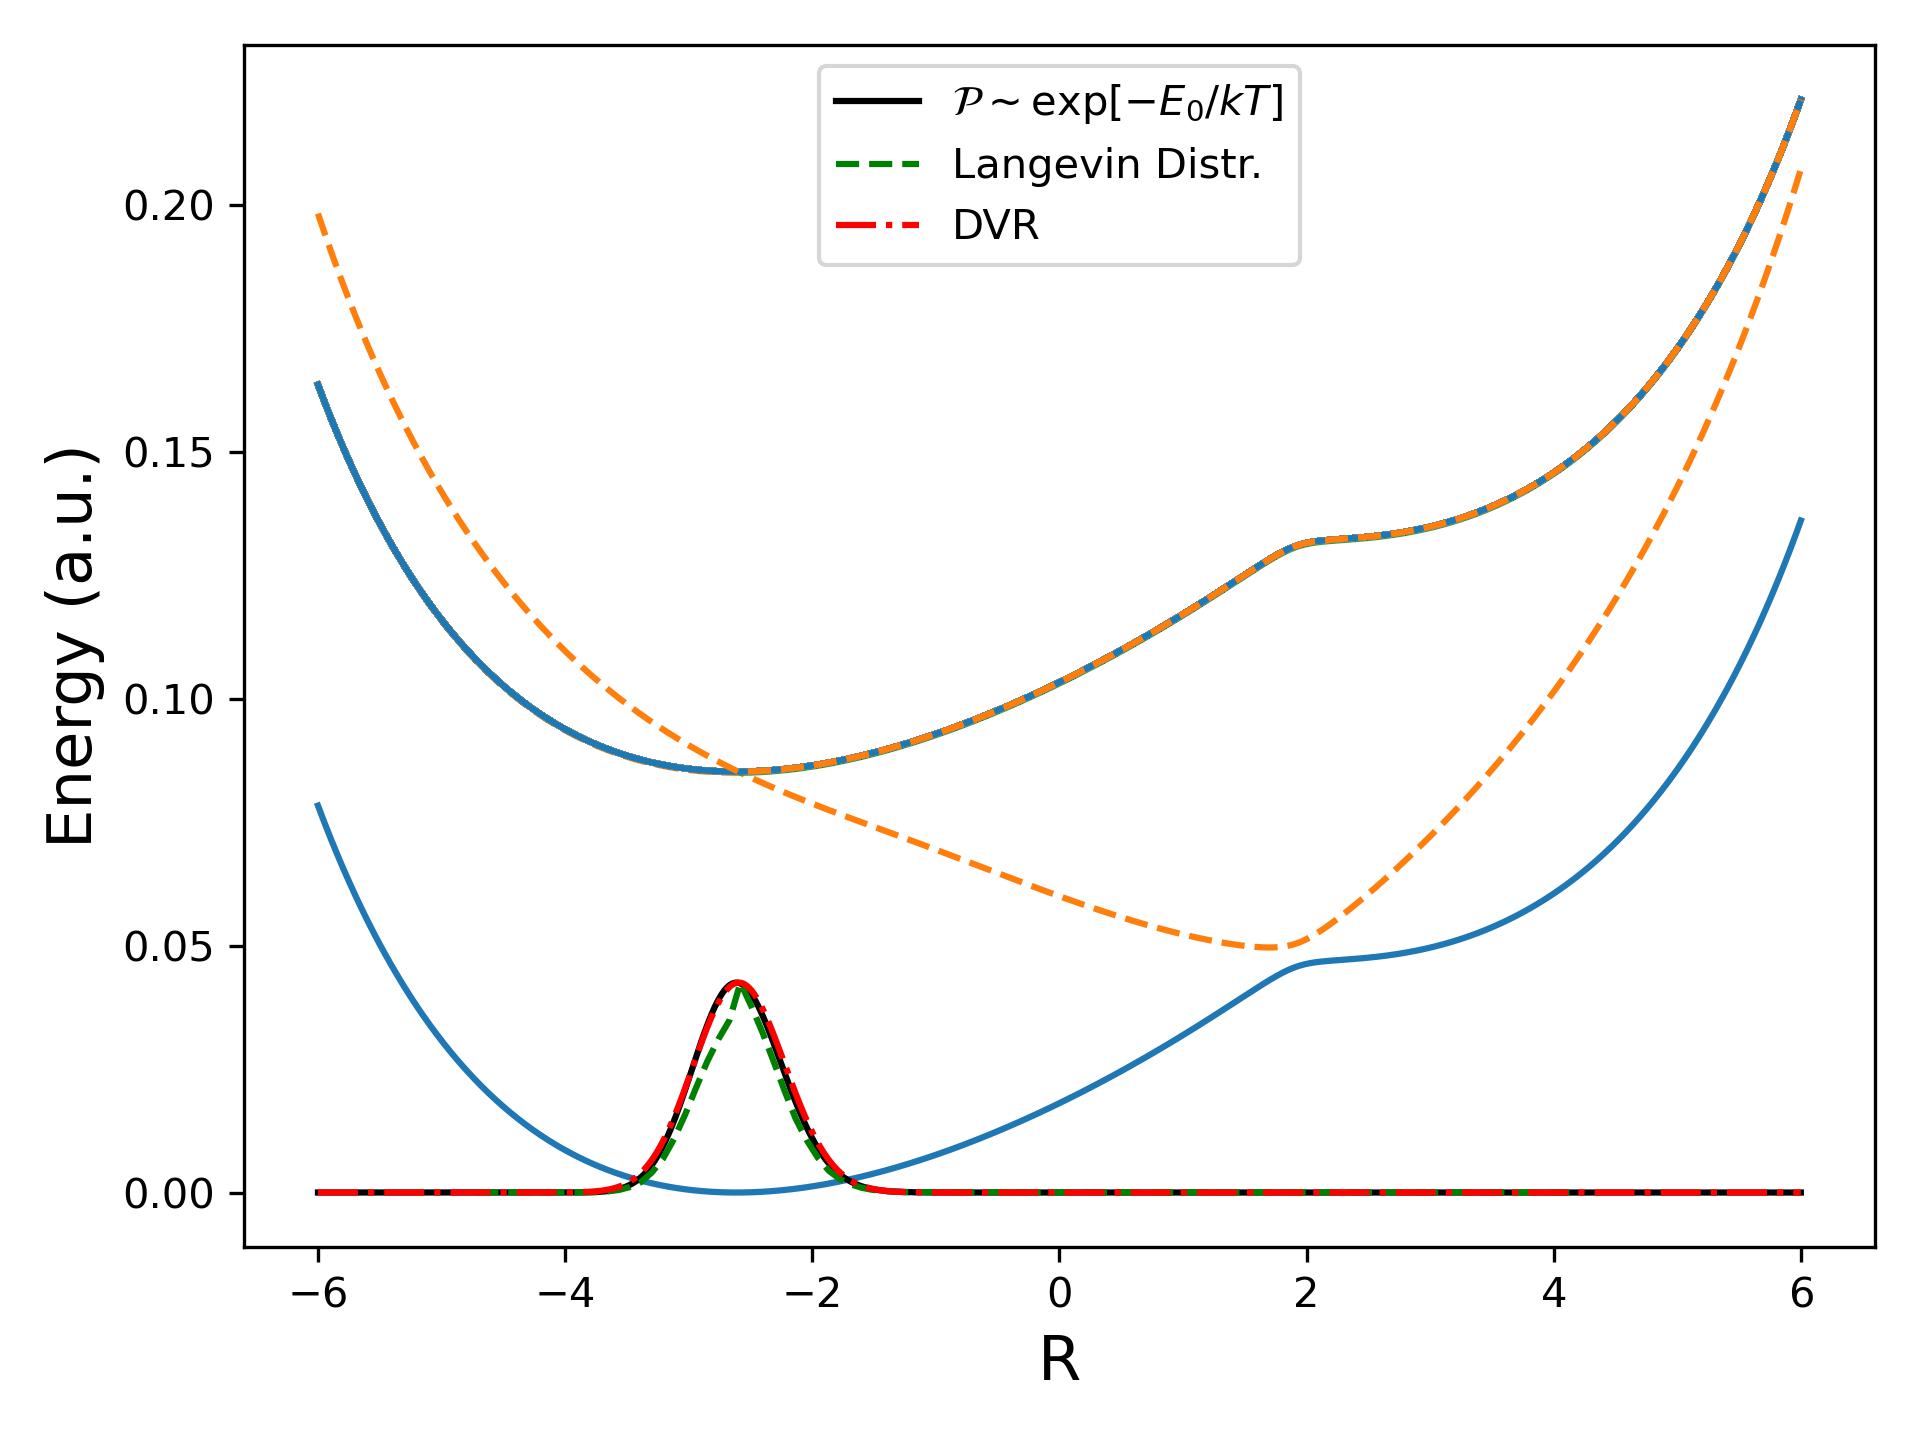 𝒫 ~ exp[−E₀/kT]
Langevin Distr.
DVR
Energy (a.u.)
0.20
0.15
0.10
0.05
0.00
−6 −4 −2 0 2 4 6
R